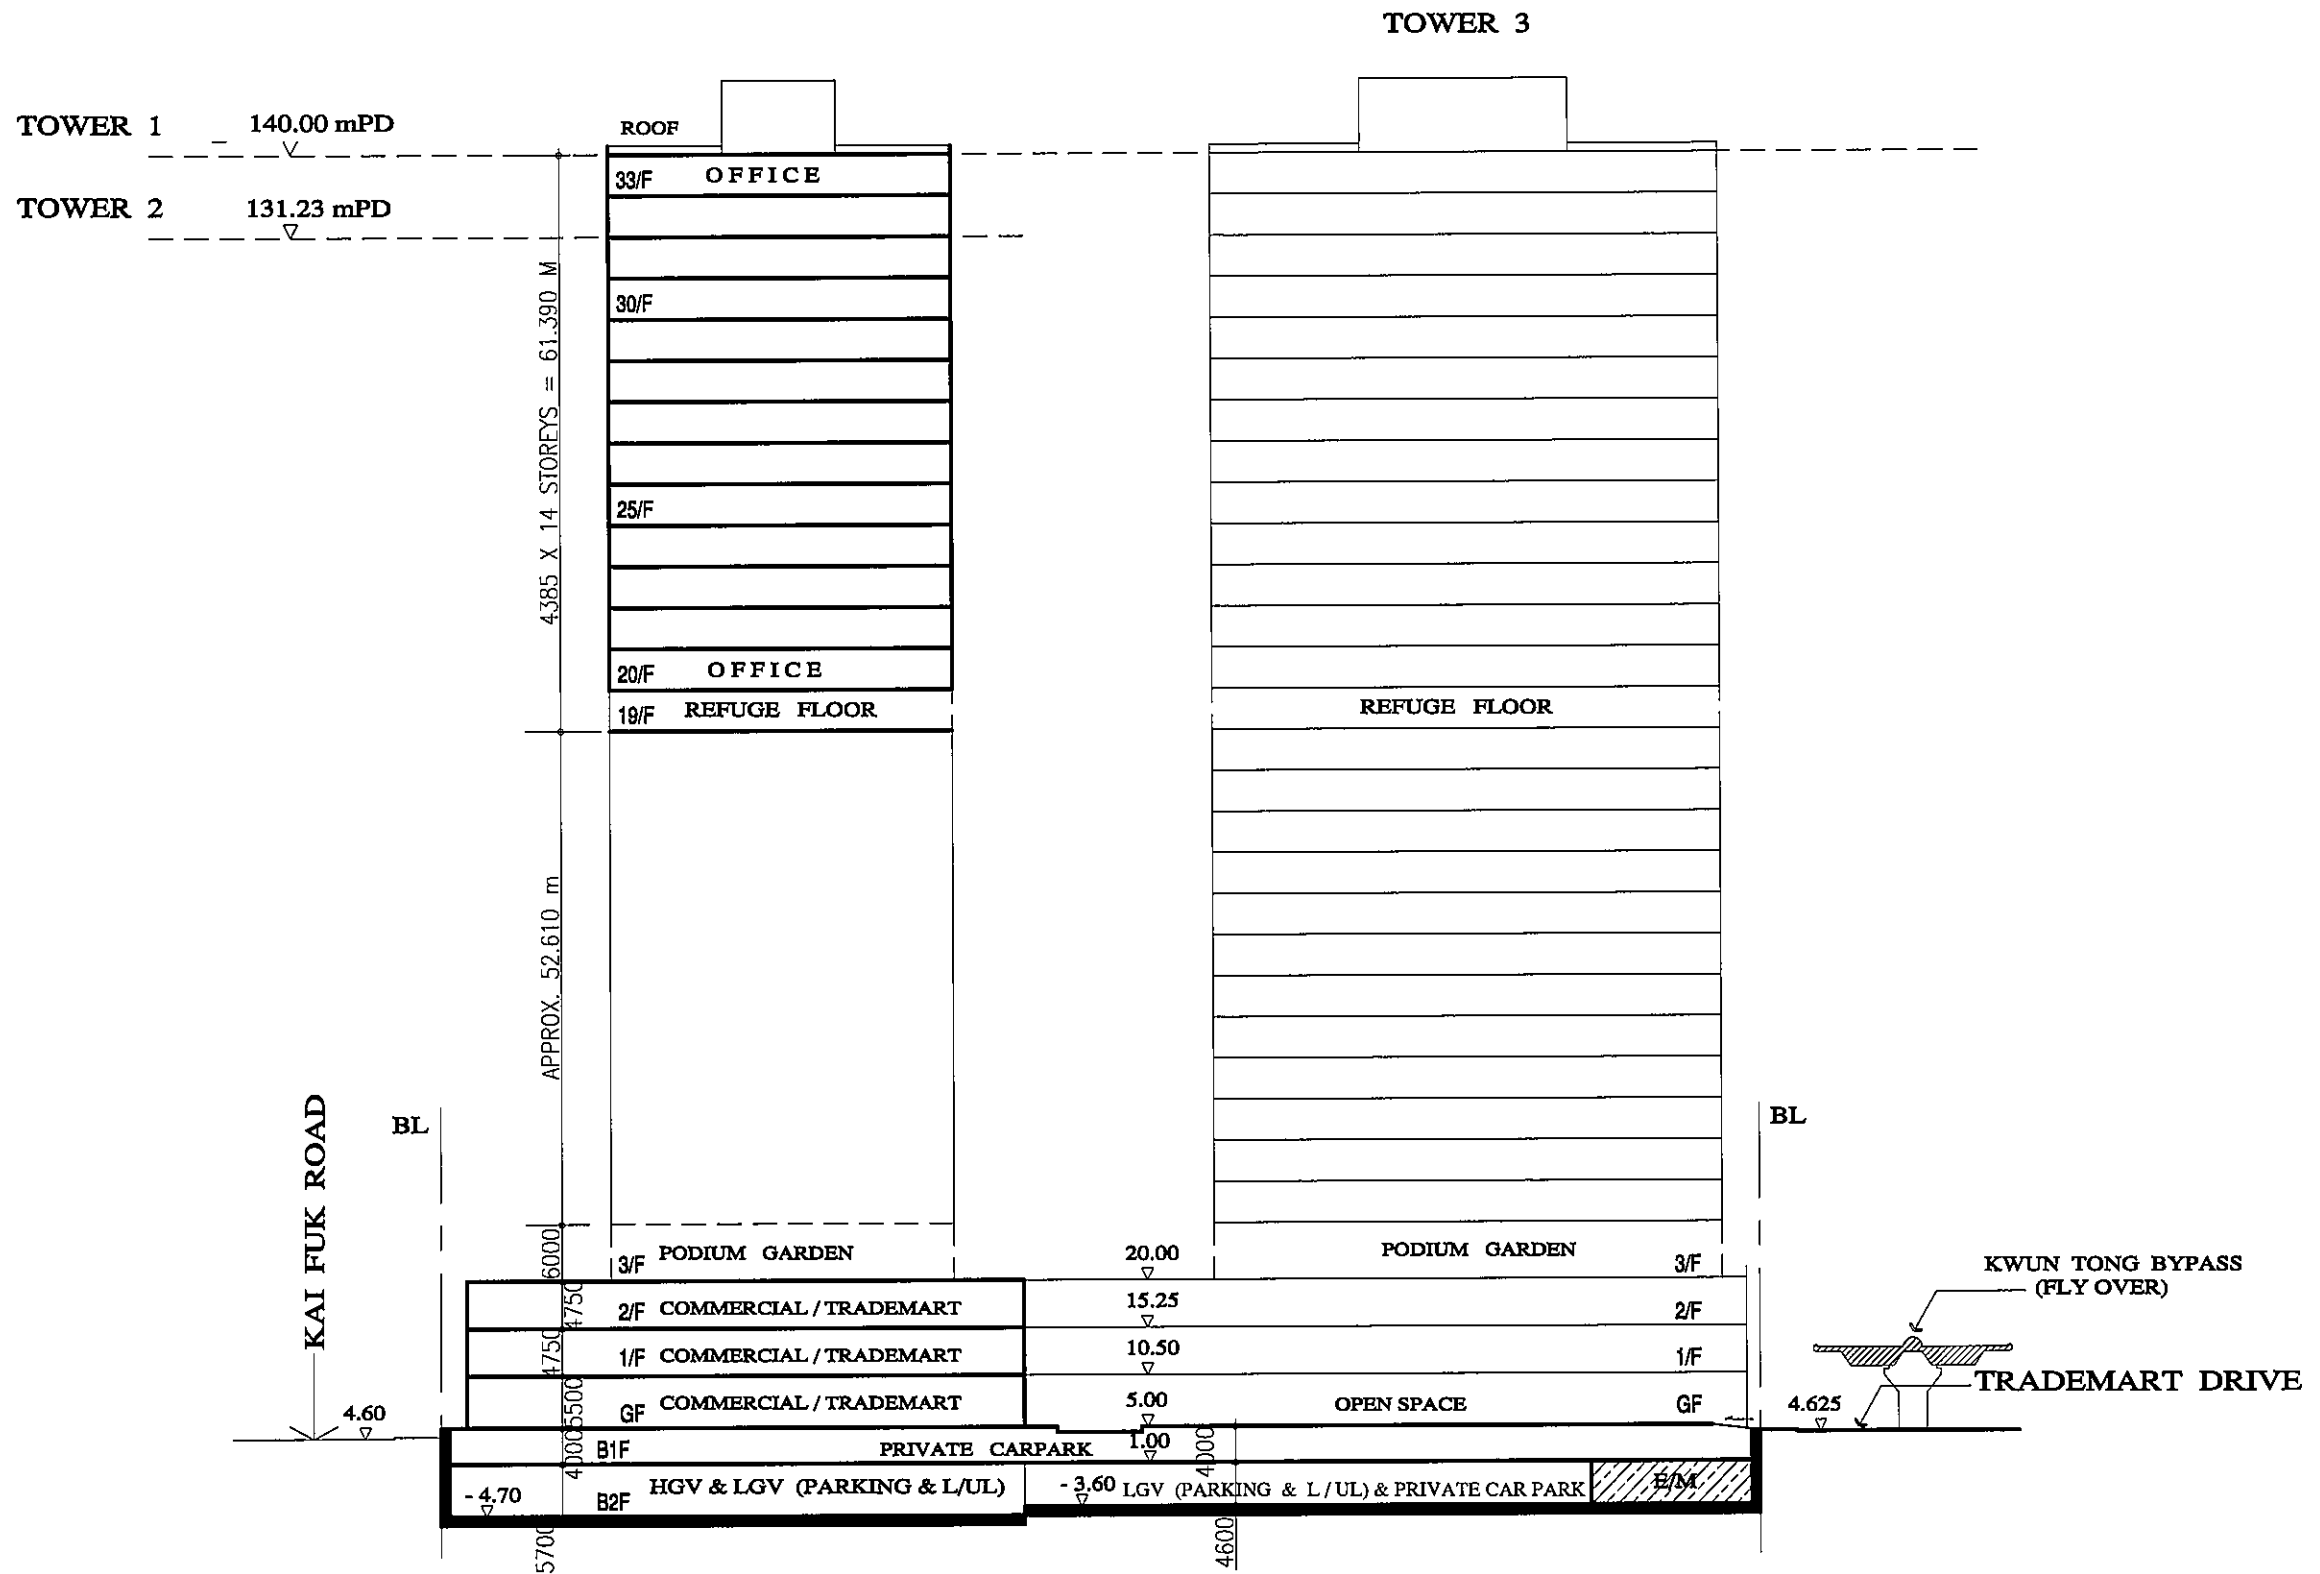 TOWER 3
TOWER 1
140.00 mPD
ROOF
33/F OFFICE
TOWER 2
131.23 mPD
30/F
4385 X 14 STOREYS = 61.390 M
25/F
20/F OFFICE
19/F REFUGE FLOOR
REFUGE FLOOR
APPROX. 52.610 m
KAI FUK ROAD
BL
BL
6000
3/F PODIUM GARDEN
20.00
PODIUM GARDEN
3/F
KWUN TONG BYPASS
(FLY OVER)
4750
2/F COMMERCIAL / TRADEMART
15.25
2/F
4750
1/F COMMERCIAL / TRADEMART
10.50
1/F
TRADEMART DRIVE
5500
GF COMMERCIAL / TRADEMART
5.00
OPEN SPACE
GF
4.625
4.60
4000
B1F
PRIVATE CARPARK
1.00
4000
- 4.70
B2F
HGV & LGV (PARKING & L/UL)
- 3.60
LGV (PARKING & L / UL) & PRIVATE CAR PARK
E/M
5700
4600